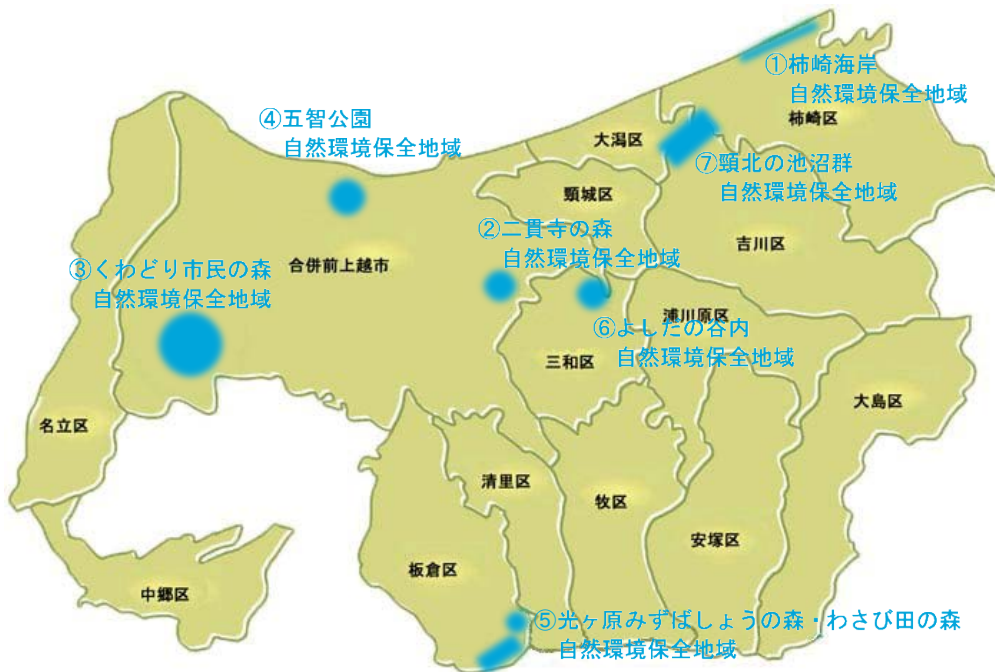 ①柿崎海岸
自然環境保全地域
柿崎区
④五智公園
自然環境保全地域
大潟区
⑦頸北の池沼群
自然環境保全地域
頸城区
②二貫寺の森
自然環境保全地域
吉川区
合併前上越市
③くわどり市民の森
自然環境保全地域
浦川原区
⑥よしだの谷内
自然環境保全地域
三和区
大島区
名立区
清里区
牧区
安塚区
板倉区
中郷区
⑤光ヶ原みずばしょうの森・わさび田の森
自然環境保全地域